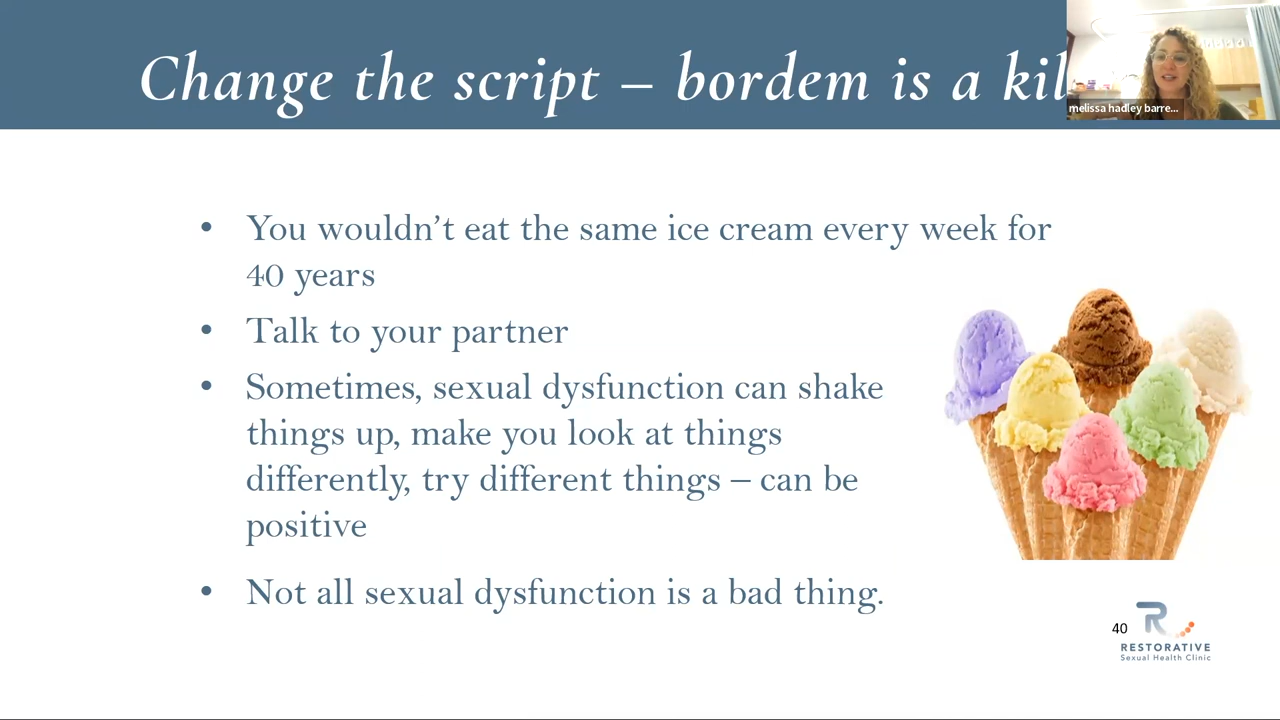 Change the script – bordem is a kil
melissa hadley barre...
• You wouldn’t eat the same ice cream every week for
40 years
• Talk to your partner
• Sometimes, sexual dysfunction can shake
things up, make you look at things
differently, try different things – can be
positive
• Not all sexual dysfunction is a bad thing.
40
R
RESTORATIVE
Sexual Health Clinic